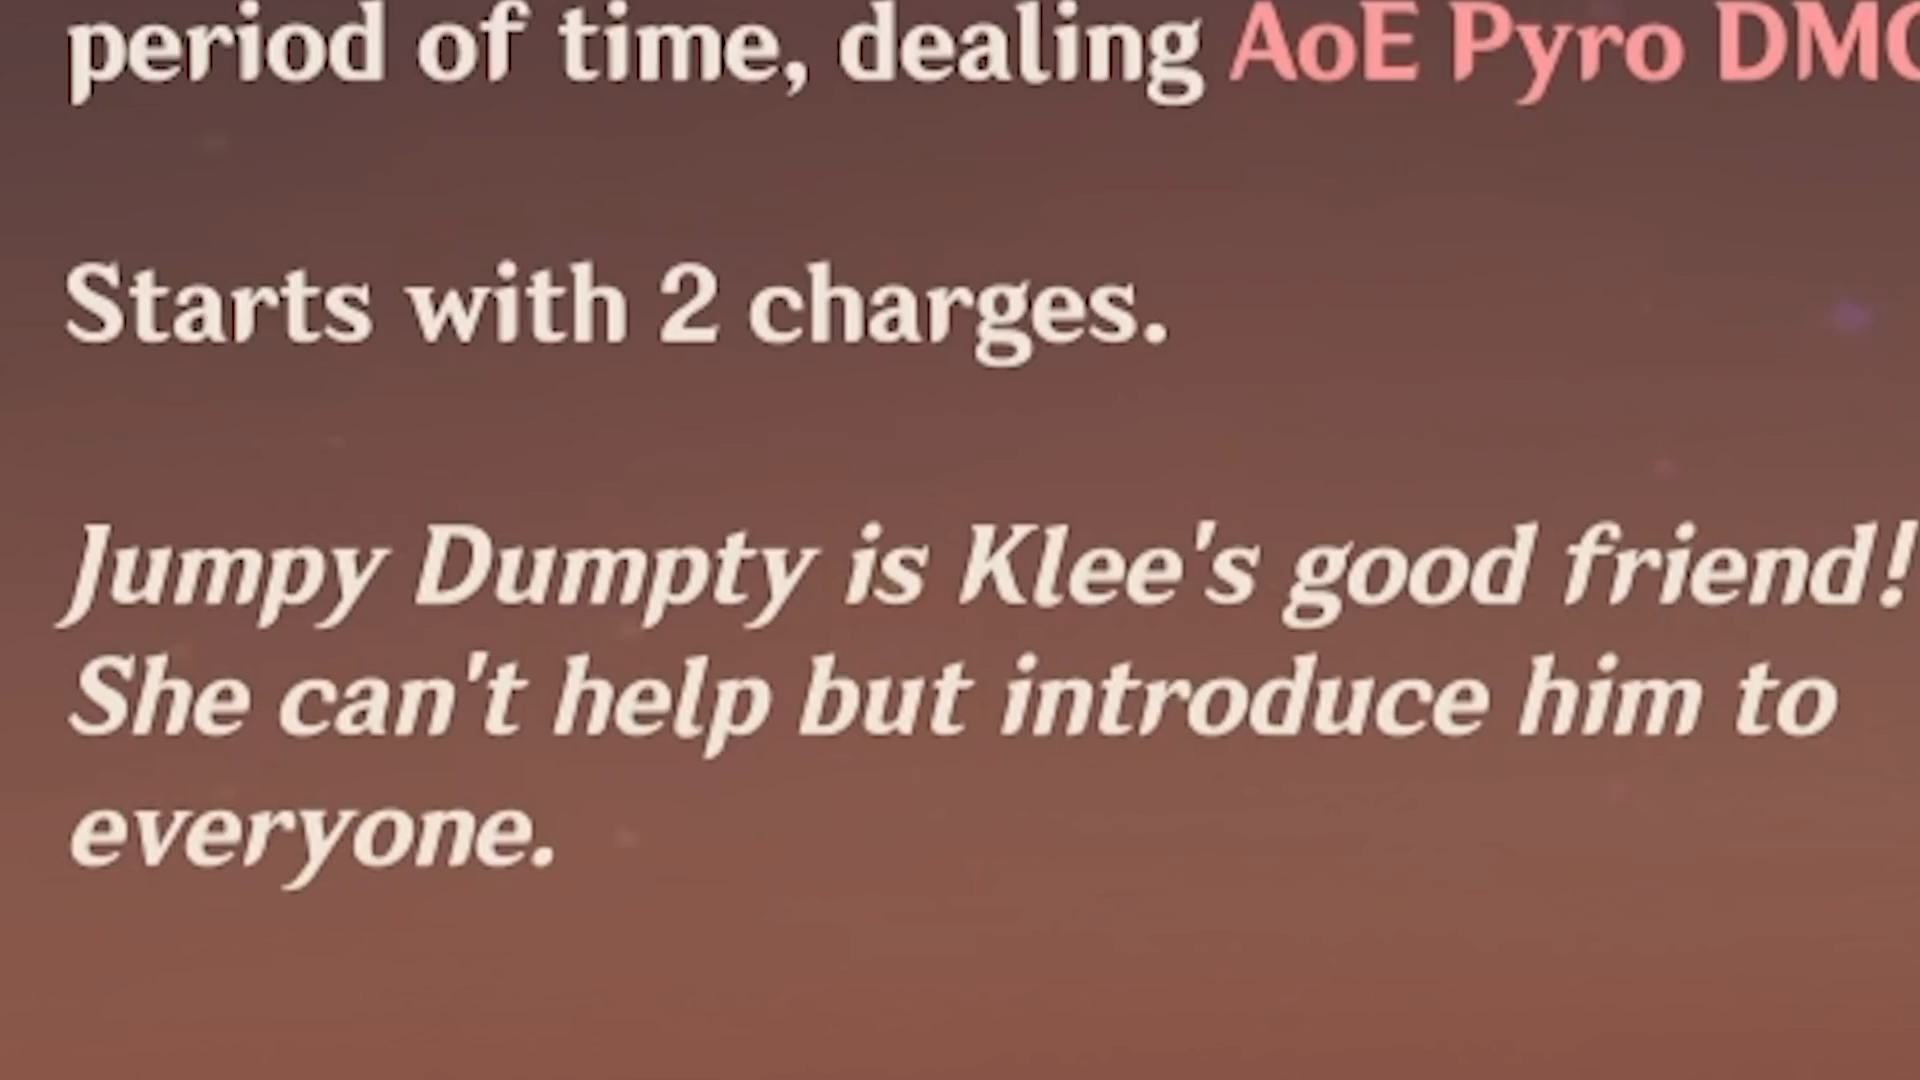 period of time, dealing AoE Pyro DMG
Starts with 2 charges.
Jumpy Dumpty is Klee's good friend!
She can't help but introduce him to
everyone.